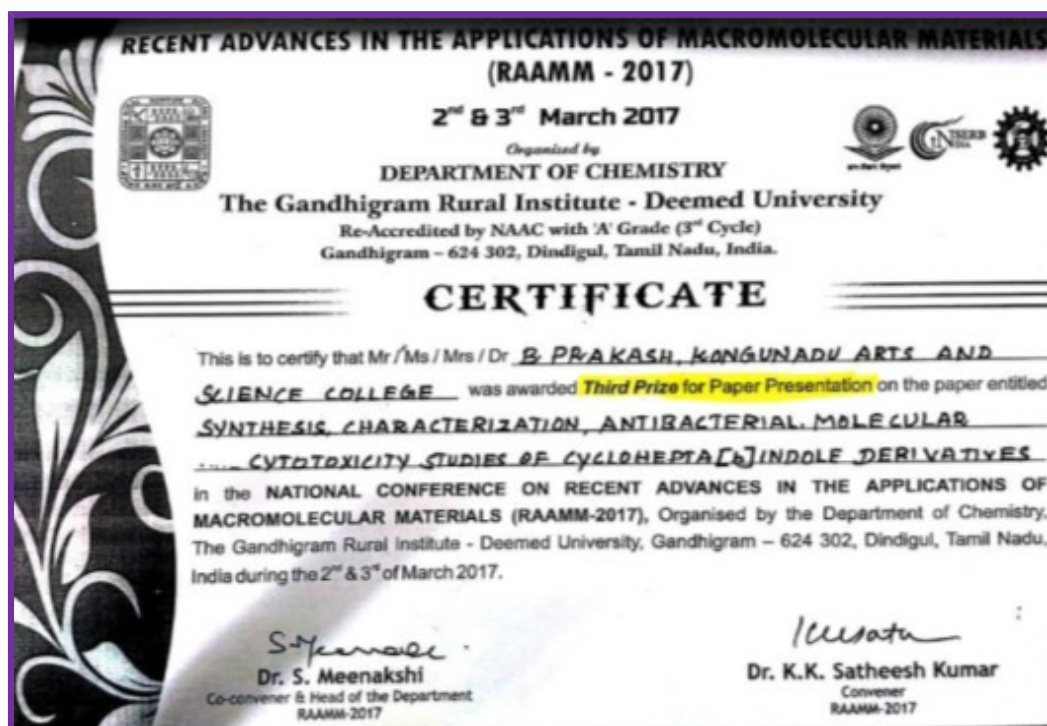 RECENT ADVANCES IN THE APPLICATIONS OF MACROMOLECULAR MATERIALS
(RAAMM - 2017)
2nd & 3rd March 2017
Organized by
DEPARTMENT OF CHEMISTRY
SERB
The Gandhigram Rural Institute - Deemed University
Re-Accredited by NAAC with 'A' Grade (3rd Cycle)
Gandhigram – 624 302, Dindigul, Tamil Nadu, India.
CERTIFICATE
This is to certify that Mr / Ms / Mrs / Dr B PRAKASH, KONGUNADU ARTS AND
SCIENCE COLLEGE was awarded Third Prize for Paper Presentation on the paper entitled
SYNTHESIS, CHARACTERIZATION, ANTIBACTERIAL. MOLECULAR
..... CYTOTOXICITY STUDIES OF CYCLOHEPTA[b]INDOLE DERIVATIVES
in the NATIONAL CONFERENCE ON RECENT ADVANCES IN THE APPLICATIONS OF
MACROMOLECULAR MATERIALS (RAAMM-2017), Organised by the Department of Chemistry,
The Gandhigram Rural Institute - Deemed University, Gandhigram – 624 302, Dindigul, Tamil Nadu,
India during the 2nd & 3rd of March 2017.
Dr. S. Meenakshi
Co-convener & Head of the Department
RAAMM-2017
Dr. K.K. Satheesh Kumar
Convener
RAAMM-2017